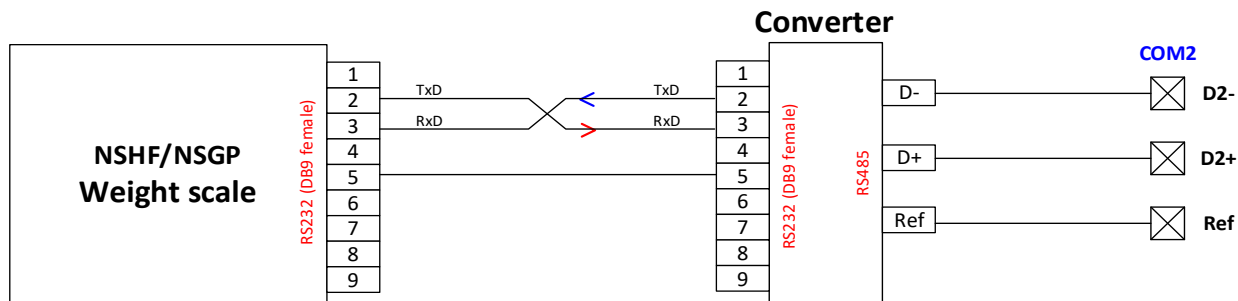 Converter
COM2
NSHF/NSGP
Weight scale
RS232 (DB9 female)
1
2
3
4
5
6
7
8
9
TxD
RxD
TxD
RxD
1
2
3
4
5
6
7
8
9
RS232 (DB9 female)
RS485
D-
D+
Ref
D2-
D2+
Ref